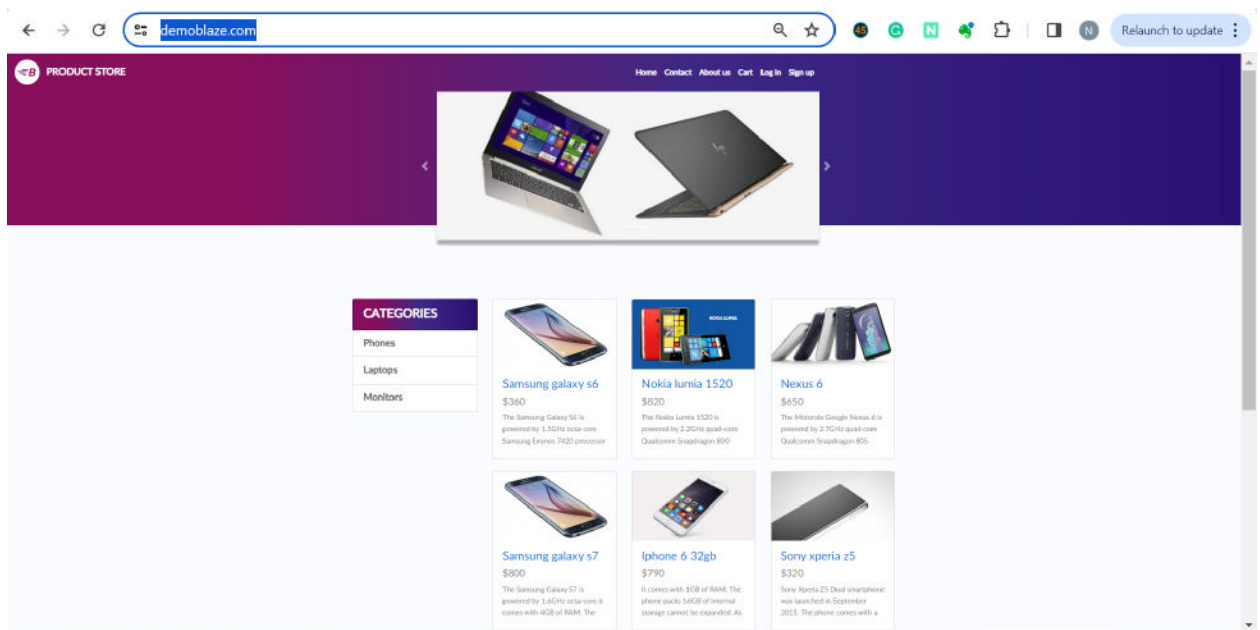 demoblaze.com
45
G
N
N
Relaunch to update
PRODUCT STORE
Home Contact About us Cart Log in Sign up
CATEGORIES
Phones
Laptops
Monitors
Samsung galaxy s6
$360
The Samsung Galaxy S6 is
powered by 1.5GHz octa-core
Samsung Exynos 7420 processor
NOKIA LUMIA
Nokia lumia 1520
$820
The Nokia Lumia 1520 is
powered by 2.2GHz quad-core
Qualcomm Snapdragon 800
Nexus 6
$650
The Motorola Google Nexus 6 is
powered by 2.7GHz quad-core
Qualcomm Snapdragon 805
Samsung galaxy s7
$800
The Samsung Galaxy S7 is
powered by 1.6GHz octa-core it
comes with 4GB of RAM. The
Iphone 6 32gb
$790
It comes with 1GB of RAM. The
phone packs 16GB of internal
storage cannot be expanded. As
Sony xperia z5
$320
Sony Xperia Z5 Dual smartphone
was launched in September
2015. The phone comes with a